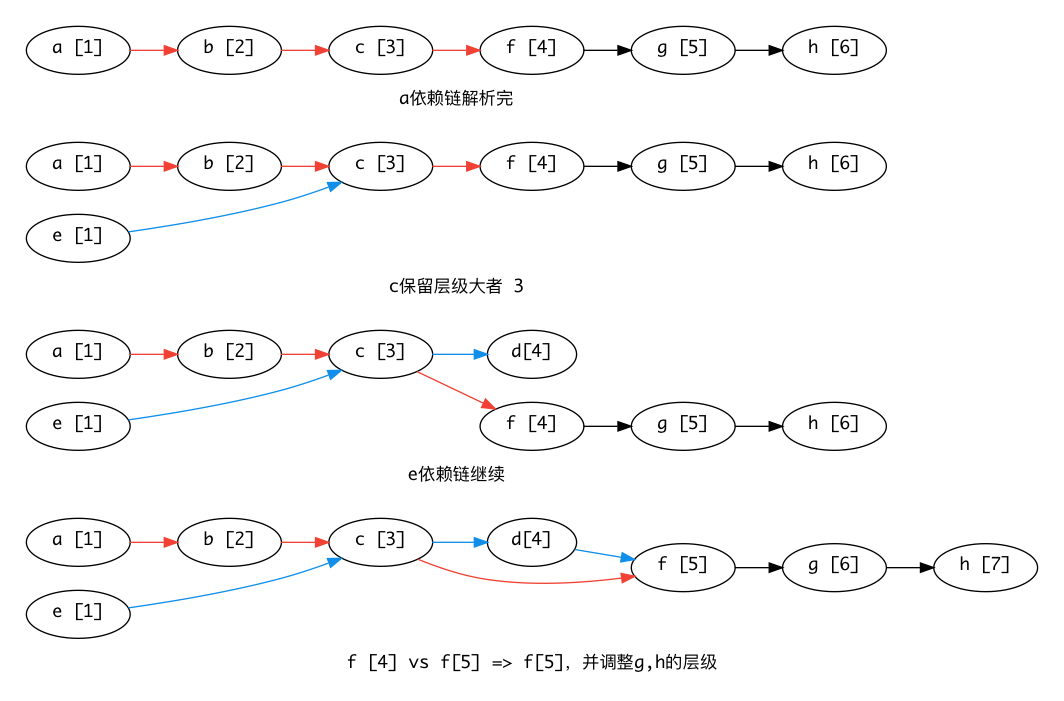 a [1] b [2] c [3] f [4] g [5] h [6]
a依赖链解析完
a [1] b [2] c [3] f [4] g [5] h [6]
e [1]
c保留层级大者 3
a [1] b [2] c [3] d[4]
e [1] f [4] g [5] h [6]
e依赖链继续
a [1] b [2] c [3] d[4]
f [5] g [6] h [7]
e [1]
f [4] vs f[5] => f[5]，并调整g,h的层级